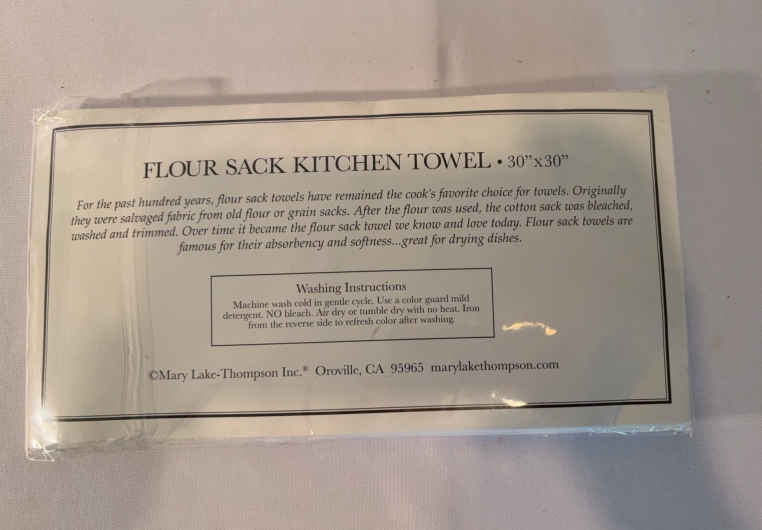 FLOUR SACK KITCHEN TOWEL • 30”x30”
For the past hundred years, flour sack towels have remained the cook's favorite choice for towels. Originally
they were salvaged fabric from old flour or grain sacks. After the flour was used, the cotton sack was bleached,
washed and trimmed. Over time it became the flour sack towel we know and love today. Flour sack towels are
famous for their absorbency and softness...great for drying dishes.
Washing Instructions
Machine wash cold in gentle cycle. Use a color guard mild
detergent. NO bleach. Air dry or tumble dry with no heat. Iron
from the reverse side to refresh color after washing.
©Mary Lake-Thompson Inc.® Oroville, CA 95965 marylakethompson.com